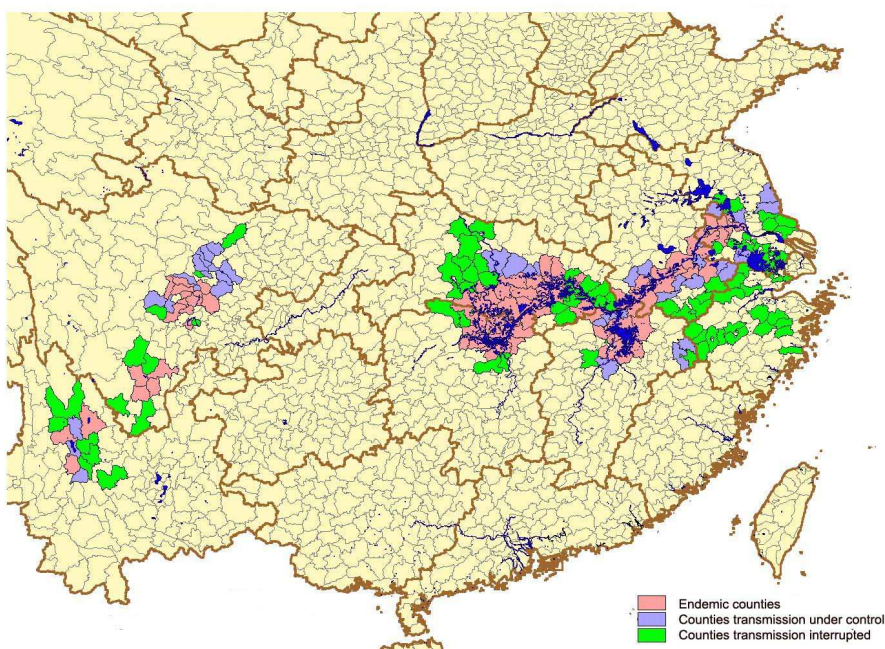 Endemic counties
Counties transmission under control
Counties transmission interrupted